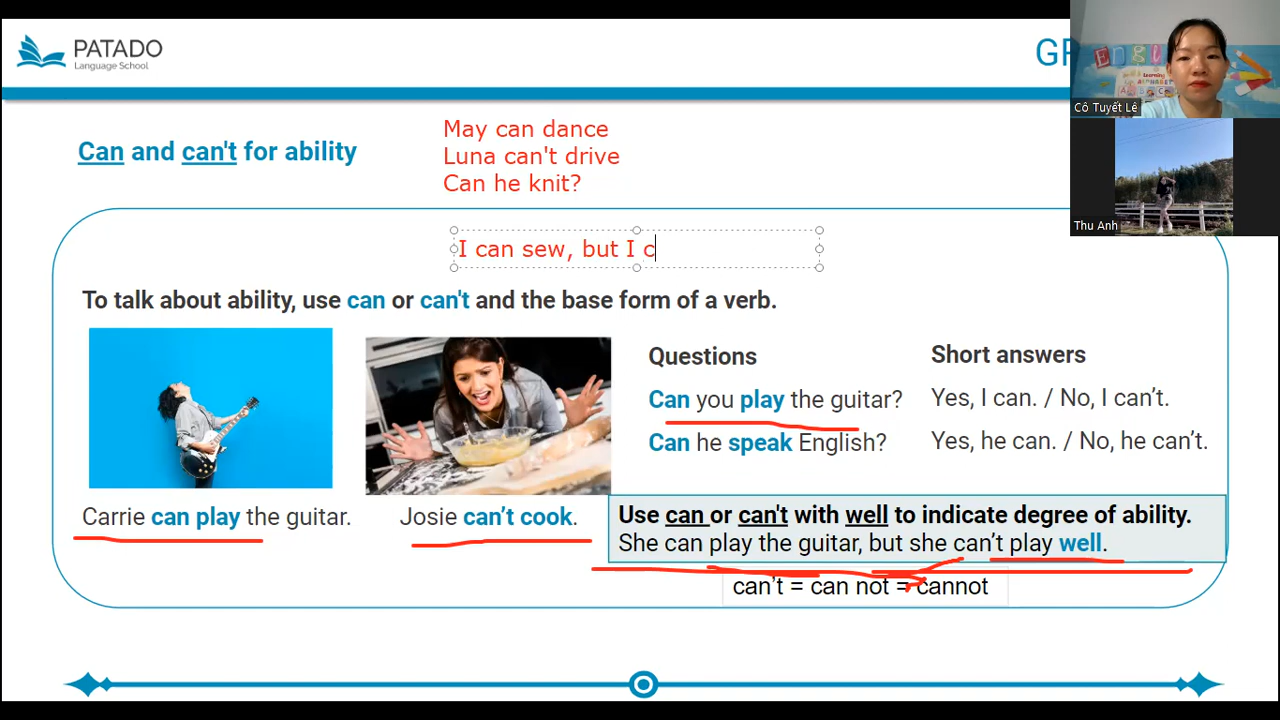 PATADO
Language School
GR
Cô Tuyết Lê
Thu Anh
Can and can't for ability
May can dance
Luna can't drive
Can he knit?
I can sew, but I c
To talk about ability, use can or can't and the base form of a verb.
Carrie can play the guitar.
Josie can't cook.
Questions
Can you play the guitar?
Can he speak English?
Short answers
Yes, I can. / No, I can't.
Yes, he can. / No, he can't.
Use can or can't with well to indicate degree of ability.
She can play the guitar, but she can't play well.
can't = can not = cannot